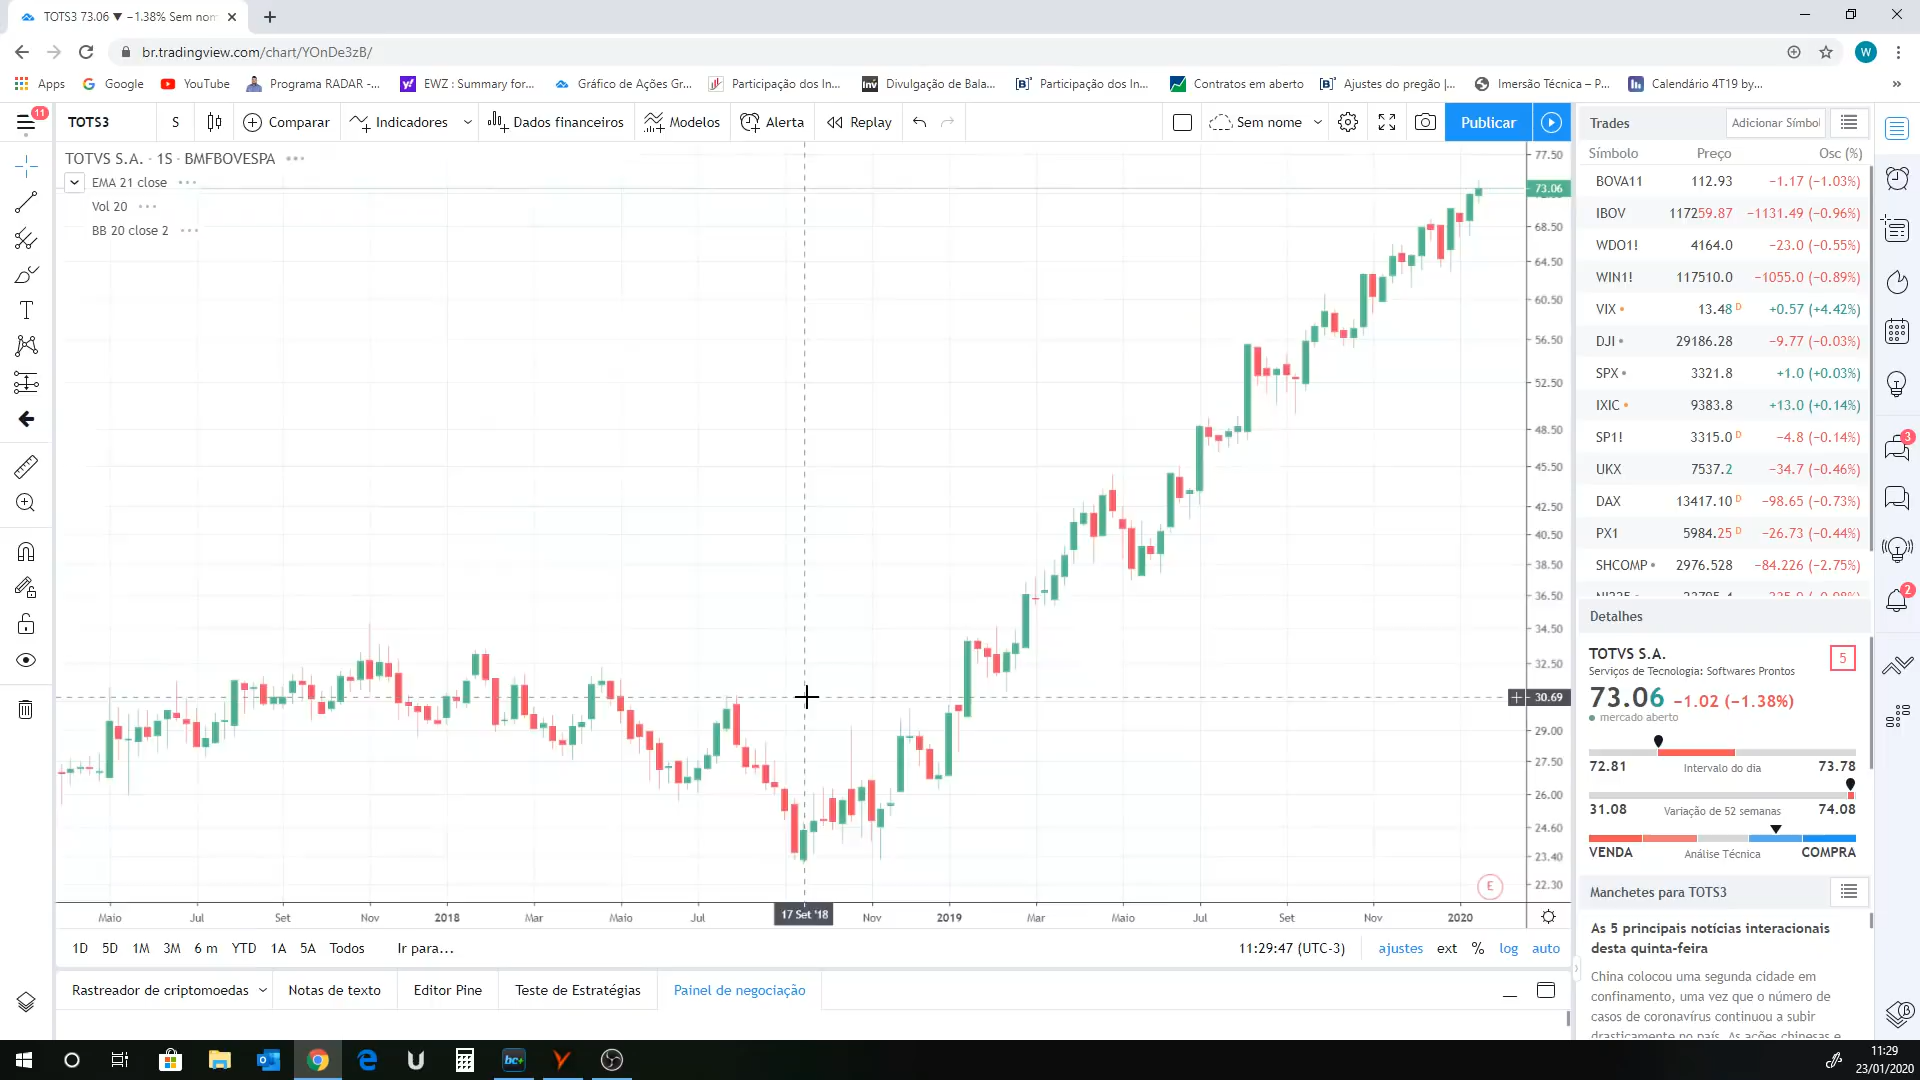 TOTS3 73.06 ▼ −1.38% Sem nom
br.tradingview.com/chart/YOnDe3zB/
W
Apps
Google
YouTube
Programa RADAR -...
EWZ : Summary for...
Gráfico de Ações Gr...
Participação dos In...
Divulgação de Bala...
Participação dos In...
Contratos em aberto
Ajustes do pregão |...
Imersão Técnica – P...
Calendário 4T19 by...
»
11
TOTS3
S
Comparar
Indicadores
Dados financeiros
Modelos
Alerta
Replay
Sem nome
Publicar
TOTVS S.A. · 1S · BMFBOVESPA
EMA 21 close
Vol 20
BB 20 close 2
77.50
73.06
68.50
64.50
60.50
56.50
52.50
48.50
45.50
42.50
40.50
38.50
36.50
34.50
32.50
30.69
29.00
27.50
26.00
24.60
23.40
22.30
E
Maio
Jul
Set
Nov
2018
Mar
Maio
Jul
17 Set '18
Nov
2019
Mar
Maio
Jul
Set
Nov
2020
1D 5D 1M 3M 6 m YTD 1A 5A Todos Ir para...
11:29:47 (UTC-3) ajustes ext % log auto
Rastreador de criptomoedas
Notas de texto
Editor Pine
Teste de Estratégias
Painel de negociação
Trades
Adicionar Símbol
Símbolo Preço Osc (%)
BOVA11 112.93 −1.17 (−1.03%)
IBOV 117259.87 −1131.49 (−0.96%)
WDO1! 4164.0 −23.0 (−0.55%)
WIN1! 117510.0 −1055.0 (−0.89%)
VIX 13.48 D +0.57 (+4.42%)
DJI 29186.28 −9.77 (−0.03%)
SPX 3321.8 +1.0 (+0.03%)
IXIC 9383.8 +13.0 (+0.14%)
SP1! 3315.0 D −4.8 (−0.14%)
UKX 7537.2 −34.7 (−0.46%)
DAX 13417.10 D −98.65 (−0.73%)
PX1 5984.25 D −26.73 (−0.44%)
SHCOMP 2976.528 −84.226 (−2.75%)
Detalhes
TOTVS S.A.
5
Serviços de Tecnologia: Softwares Prontos
73.06 −1.02 (−1.38%)
mercado aberto
72.81 Intervalo do dia 73.78
31.08 Variação de 52 semanas 74.08
VENDA Análise Técnica COMPRA
Manchetes para TOTS3
As 5 principais notícias interacionais
desta quinta-feira
China colocou uma segunda cidade em
confinamento, uma vez que o número de
casos de coronavírus continuou a subir
drasticamente no país. As ações chinesas e
3
2
bc+
11:29
23/01/2020